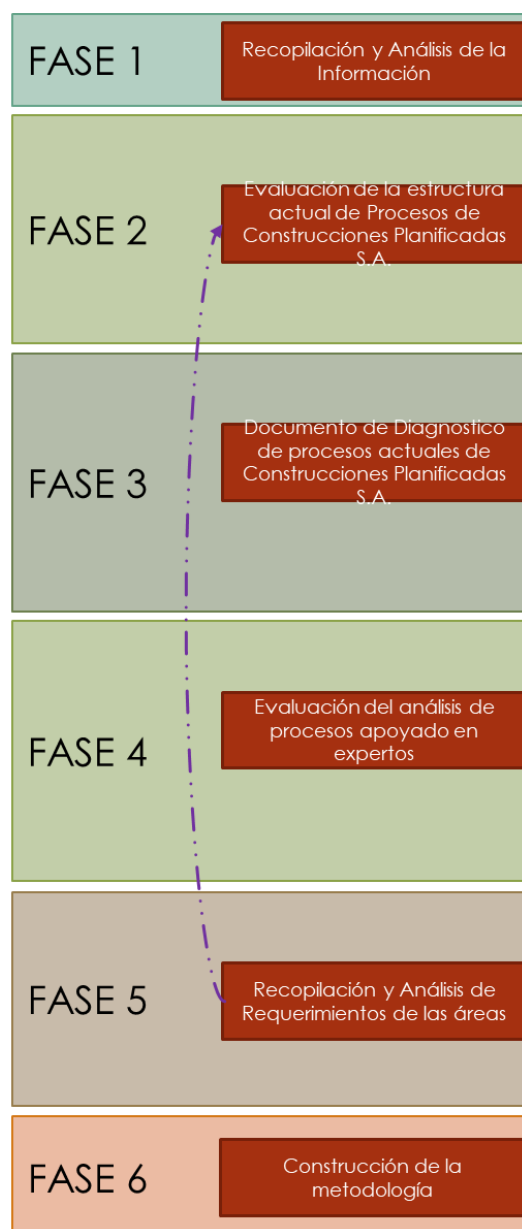 FASE 1
Recopilación y Análisis de la
Información
FASE 2
Evaluación de la estructura
actual de Procesos de
Construcciones Planificadas
S.A.
FASE 3
Documento de Diagnostico
de procesos actuales de
Construcciones Planificadas
S.A.
FASE 4
Evaluación del análisis de
procesos apoyado en
expertos
FASE 5
Recopilación y Análisis de
Requerimientos de las áreas
FASE 6
Construcción de la
metodología